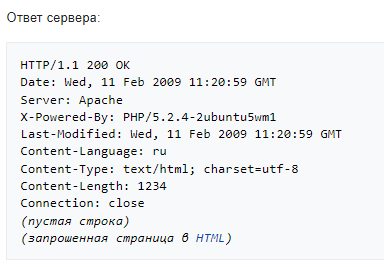 Ответ сервера:
HTTP/1.1 200 OK
Date: Wed, 11 Feb 2009 11:20:59 GMT
Server: Apache
X-Powered-By: PHP/5.2.4-2ubuntu5wm1
Last-Modified: Wed, 11 Feb 2009 11:20:59 GMT
Content-Language: ru
Content-Type: text/html; charset=utf-8
Content-Length: 1234
Connection: close
(пустая строка)
(запрошенная страница в HTML)